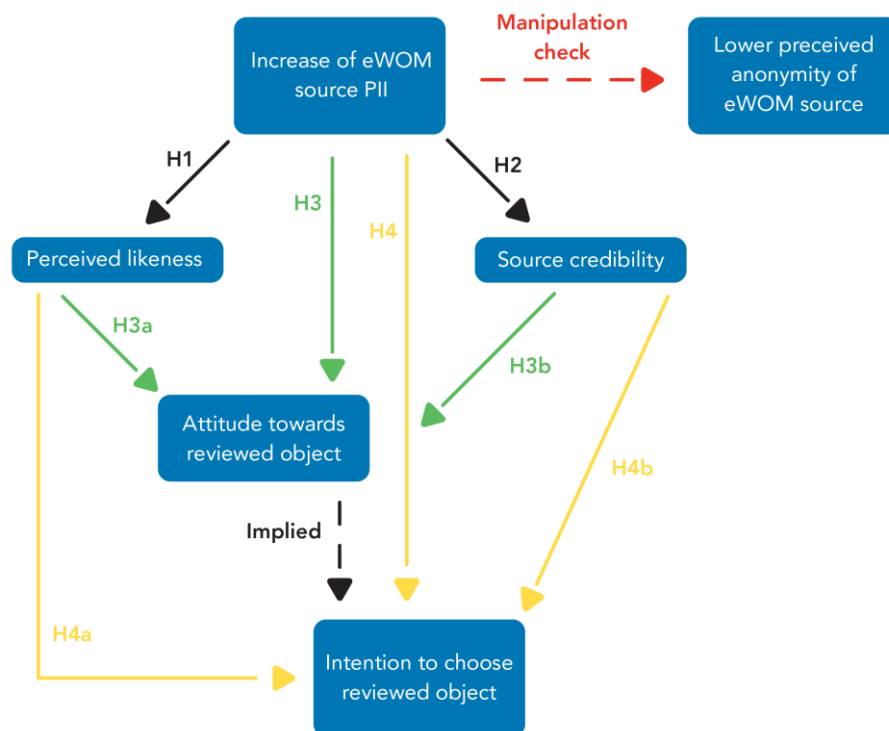 Manipulation
check
Increase of eWOM
source PII
Lower preceived
anonymity of
eWOM source
H1
H2
H3
H4
Perceived likeness
Source credibility
H3a
H3b
Attitude towards
reviewed object
H4b
Implied
H4a
Intention to choose
reviewed object